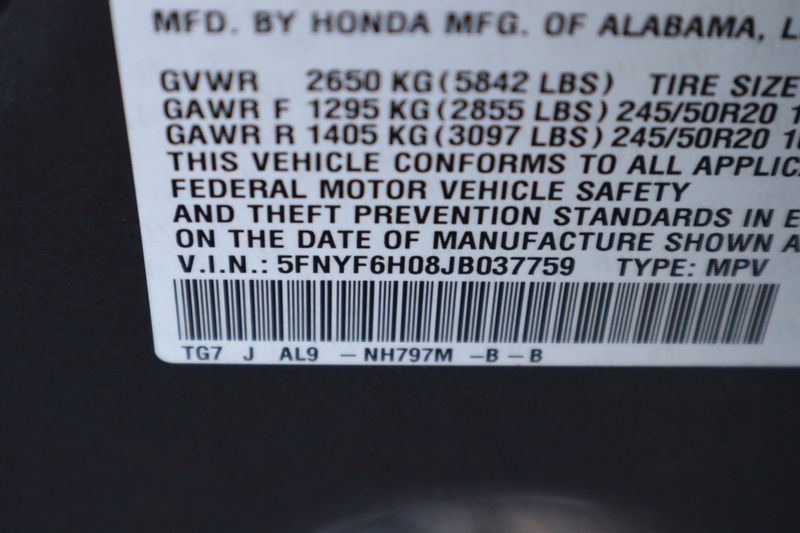 MFD. BY HONDA MFG. OF ALABAMA,
GVWR 2650 KG (5842 LBS) TIRE SIZE
GAWR F 1295 KG (2855 LBS) 245/50R20
GAWR R 1405 KG (3097 LBS) 245/50R20
THIS VEHICLE CONFORMS TO ALL
FEDERAL MOTOR VEHICLE SAFETY
AND THEFT PREVENTION STANDARDS IN
ON THE DATE OF MANUFACTURE SHOWN
V.I.N.: 5FNYF6H08JB037759 TYPE: MPV
TG7 J AL9 – NH797M – B – B